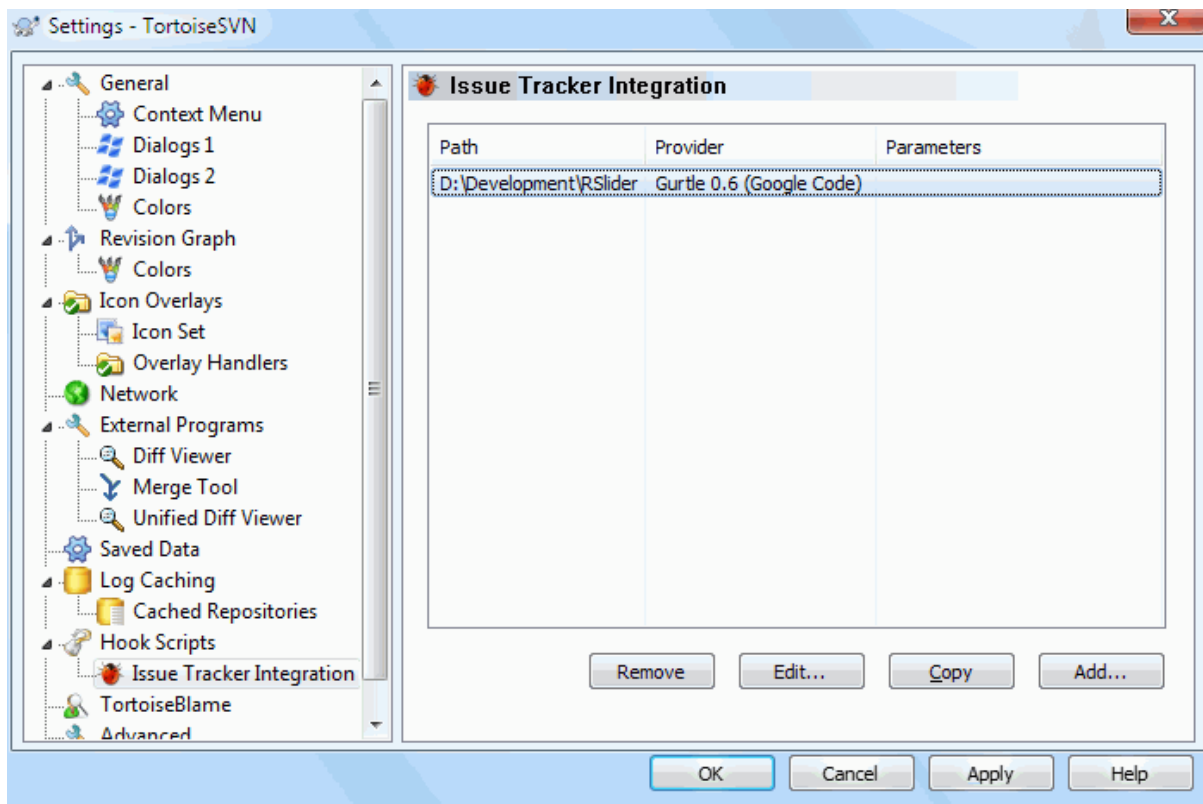 Settings - TortoiseSVN
General
Context Menu
Dialogs 1
Dialogs 2
Colors
Revision Graph
Colors
Icon Overlays
Icon Set
Overlay Handlers
Network
External Programs
Diff Viewer
Merge Tool
Unified Diff Viewer
Saved Data
Log Caching
Cached Repositories
Hook Scripts
Issue Tracker Integration
TortoiseBlame
Advanced
Issue Tracker Integration
Path Provider Parameters
D:\Development\RSlider Gurtle 0.6 (Google Code)
Remove Edit... Copy Add...
OK Cancel Apply Help